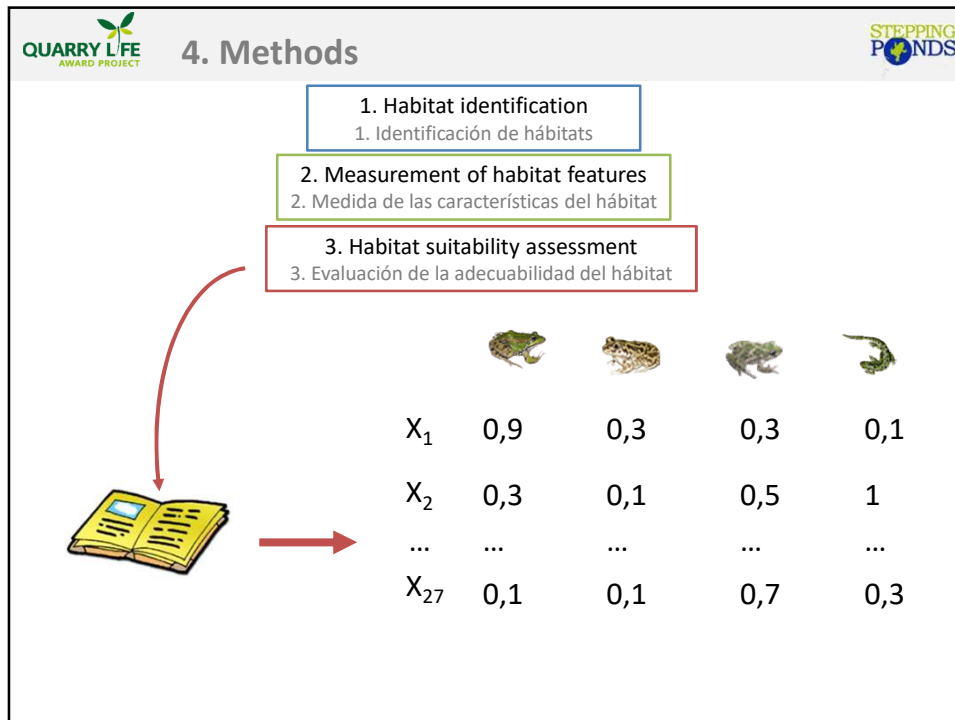 QUARRY LIFE
AWARD PROJECT
4. Methods
STEPPING
PONDS
1. Habitat identification
1. Identificación de hábitats
2. Measurement of habitat features
2. Medida de las características del hábitat
3. Habitat suitability assessment
3. Evaluación de la adecuabilidad del hábitat
X₁ 0,9 0,3 0,3 0,1
X₂ 0,3 0,1 0,5 1
... ... ... ... ...
X₂₇ 0,1 0,1 0,7 0,3